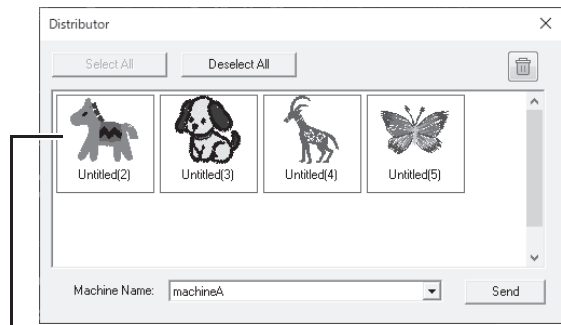 Distributor
Select All Deselect All
Untitled(2) Untitled(3) Untitled(4) Untitled(5)
Machine Name: machineA Send